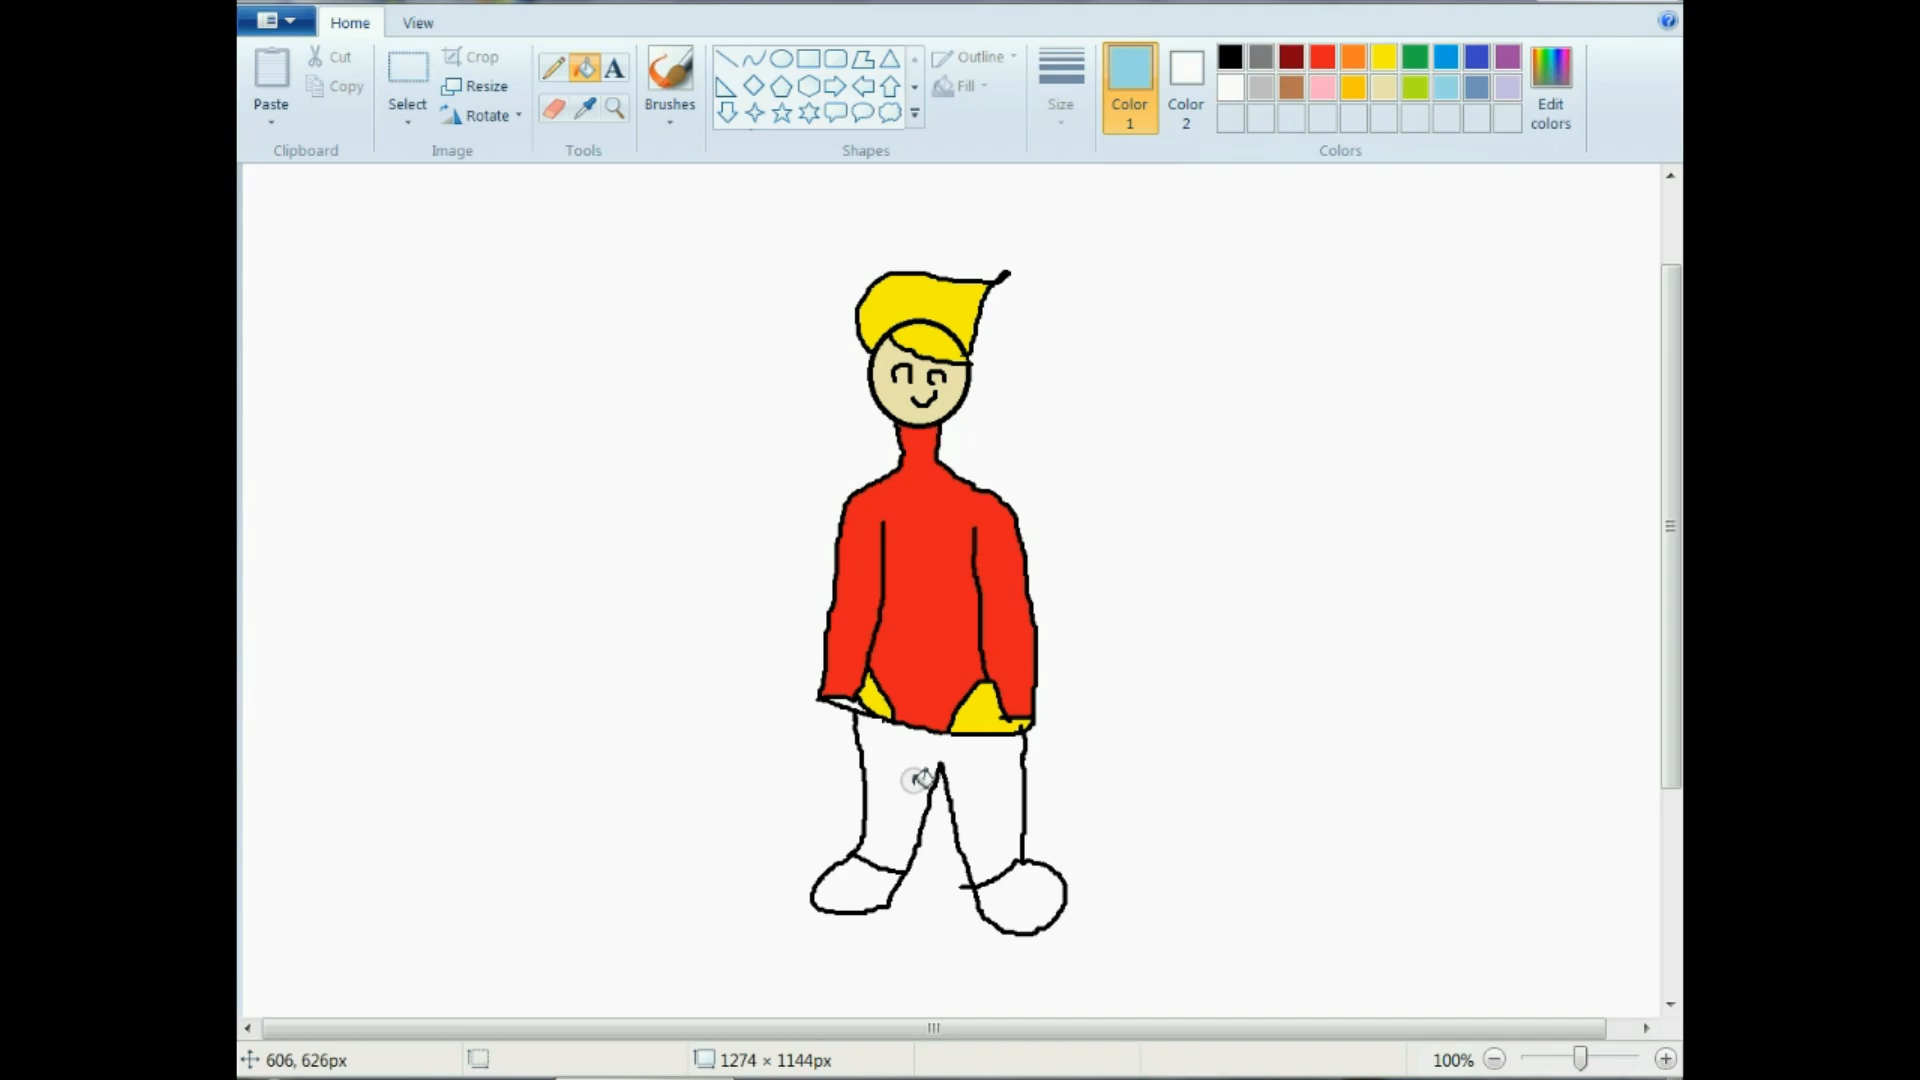 Home View
Paste
Cut
Copy
Clipboard
Select
Crop
Resize
Rotate
Image
A
Tools
Brushes
Outline
Fill
Shapes
Size
Color 1
Color 2
Edit colors
Colors
606, 626px
1274 × 1144px
100%